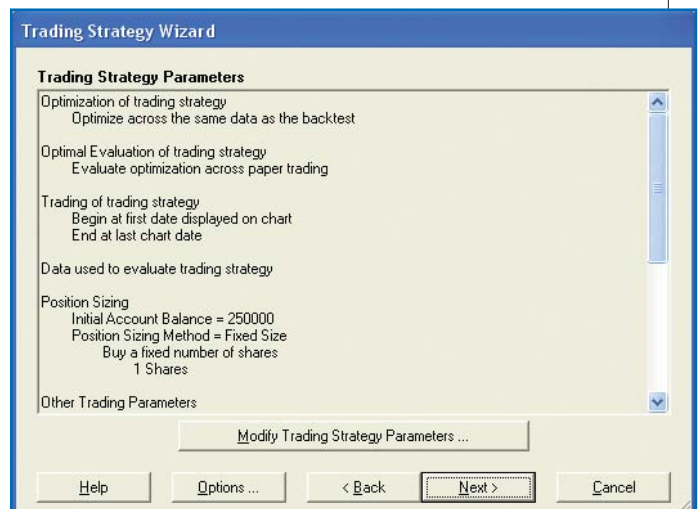 Trading Strategy Wizard
Trading Strategy Parameters
Optimization of trading strategy
Optimize across the same data as the backtest
Optimal Evaluation of trading strategy
Evaluate optimization across paper trading
Trading of trading strategy
Begin at first date displayed on chart
End at last chart date
Data used to evaluate trading strategy
Position Sizing
Initial Account Balance = 250000
Position Sizing Method = Fixed Size
Buy a fixed number of shares
1 Shares
Other Trading Parameters
Modify Trading Strategy Parameters ...
Help Options ... < Back Next > Cancel